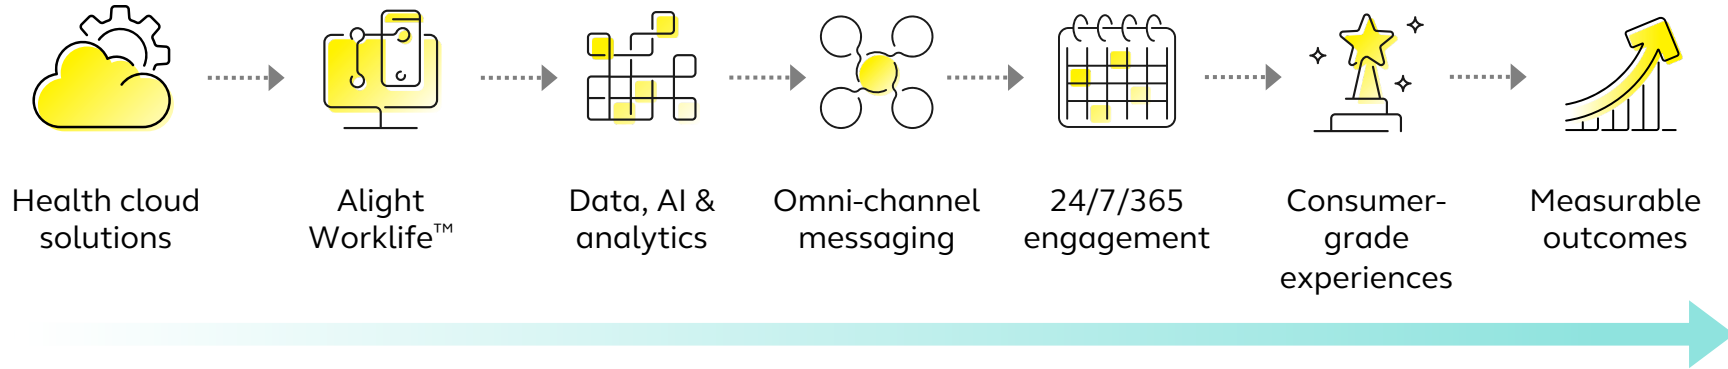 Health cloud
solutions
Alight
Worklife™
Data, AI &
analytics
Omni-channel
messaging
24/7/365
engagement
Consumer-
grade
experiences
Measurable
outcomes